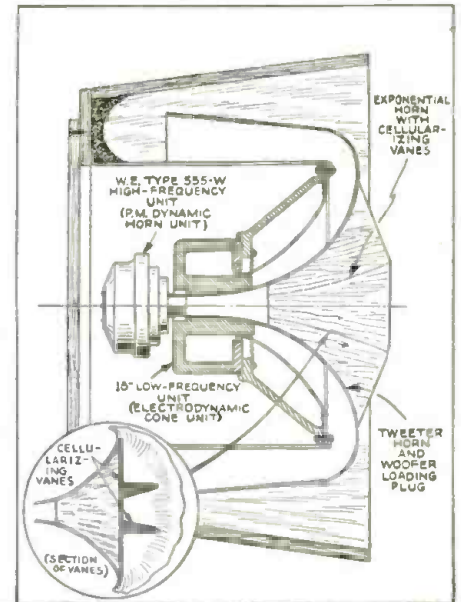 EXPONENTIAL
HORN
WITH
CELLULAR-
IZING
VANES
W.E. TYPE 555-W
HIGH-FREQUENCY
UNIT
(P.M. DYNAMIC
HORN UNIT)
18" LOW-FREQUENCY
UNIT
(ELECTRODYNAMIC
CONE UNIT)
TWEETER
HORN
AND
WOOFER
LOADING
PLUG
CELLU-
LARIZ-
ING
VANES
(SECTION
OF VANES)